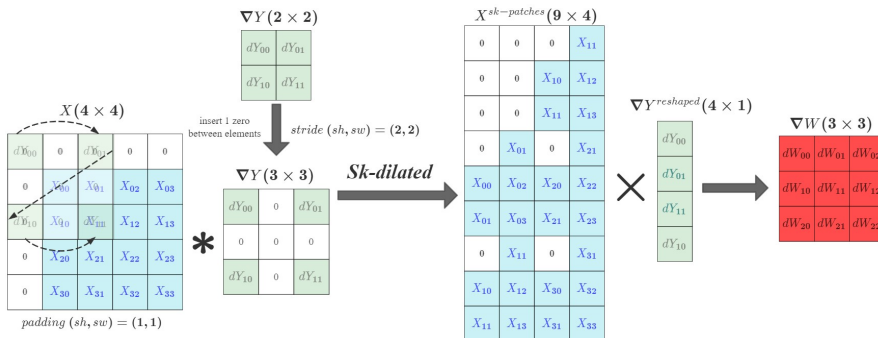 ∇Y(2 × 2)
dY₀₀ dY₀₁
dY₁₀ dY₁₁
insert 1 zero
between elements
stride (sh, sw) = (2, 2)
X(4 × 4)
0 0 0
0 X₀₂ X₀₃
X₁₂ X₁₃
0 X₂₀ X₂₁ X₂₂ X₂₃
0 X₃₀ X₃₁ X₃₂ X₃₃
padding (sh, sw) = (1, 1)
*
∇Y(3 × 3)
dY₀₀ 0 dY₀₁
0 0 0
dY₁₀ 0 dY₁₁
Sk-dilated
X^{sk−patches}(9 × 4)
0 0 0 X₁₁
0 0 X₁₀ X₁₂
0 0 X₁₁ X₁₃
0 X₀₁ 0 X₂₁
X₀₀ X₀₂ X₂₀ X₂₂
X₀₁ X₀₃ X₂₁ X₂₃
0 X₁₁ 0 X₃₁
X₁₀ X₁₂ X₃₀ X₃₂
X₁₁ X₁₃ X₃₁ X₃₃
×
∇Y^{reshaped}(4 × 1)
dY₀₀
dY₀₁
dY₁₁
dY₁₀
∇W(3 × 3)
dW₀₀ dW₀₁ dW₀₂
dW₁₀ dW₁₁ dW₁₂
dW₂₀ dW₂₁ dW₂₂